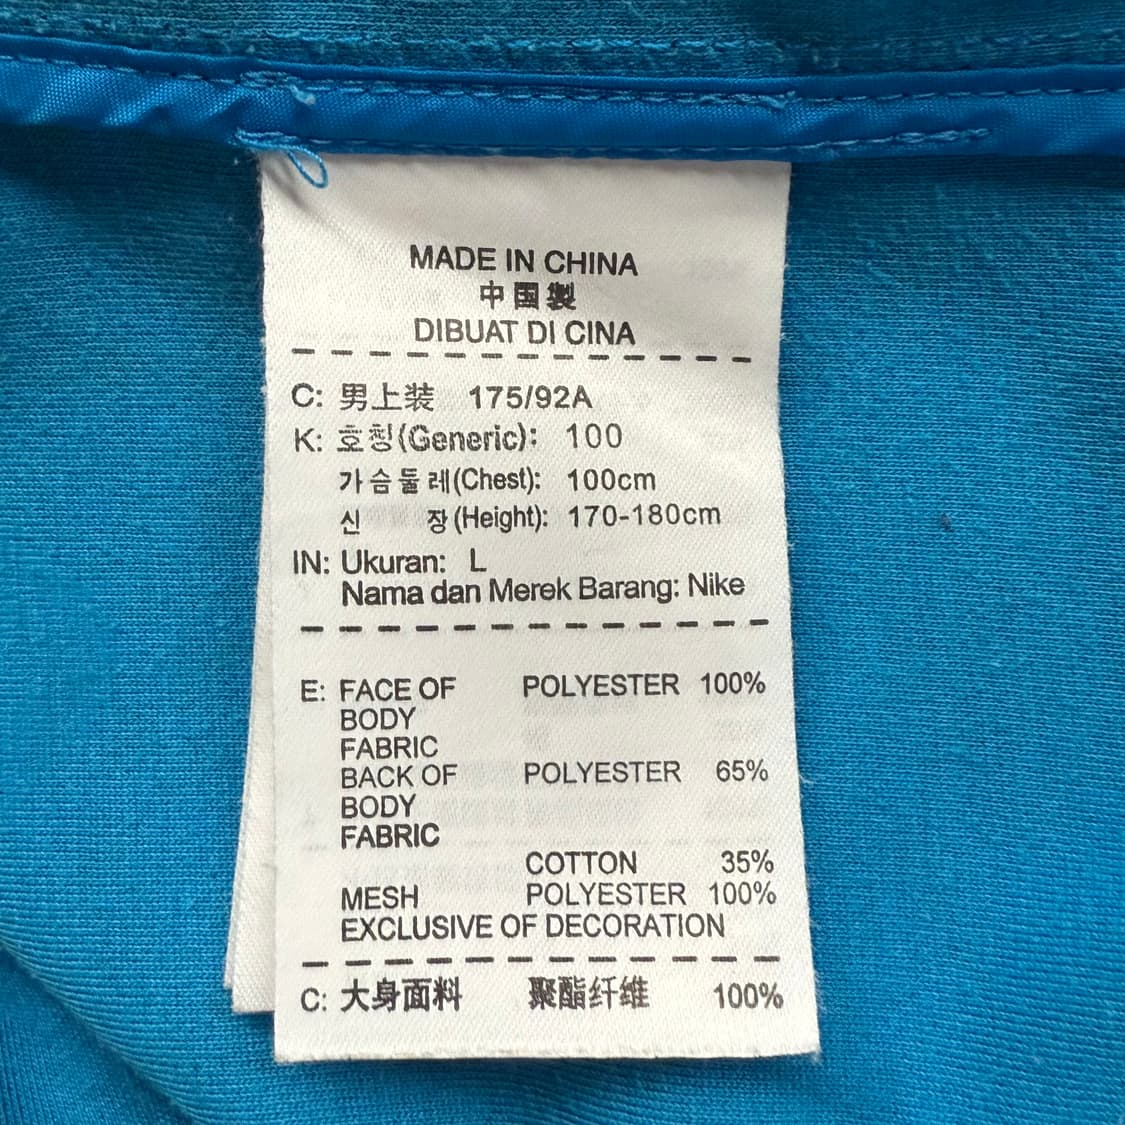 MADE IN CHINA
中国製
DIBUAT DI CINA
C: 男上装 175/92A
K: 호칭(Generic): 100
가슴둘레(Chest): 100cm
신 장(Height): 170-180cm
IN: Ukuran: L
Nama dan Merek Barang: Nike
E: FACE OF POLYESTER 100%
BODY
FABRIC
BACK OF POLYESTER 65%
BODY
FABRIC
COTTON 35%
MESH POLYESTER 100%
EXCLUSIVE OF DECORATION
C: 大身面料 聚酯纤维 100%